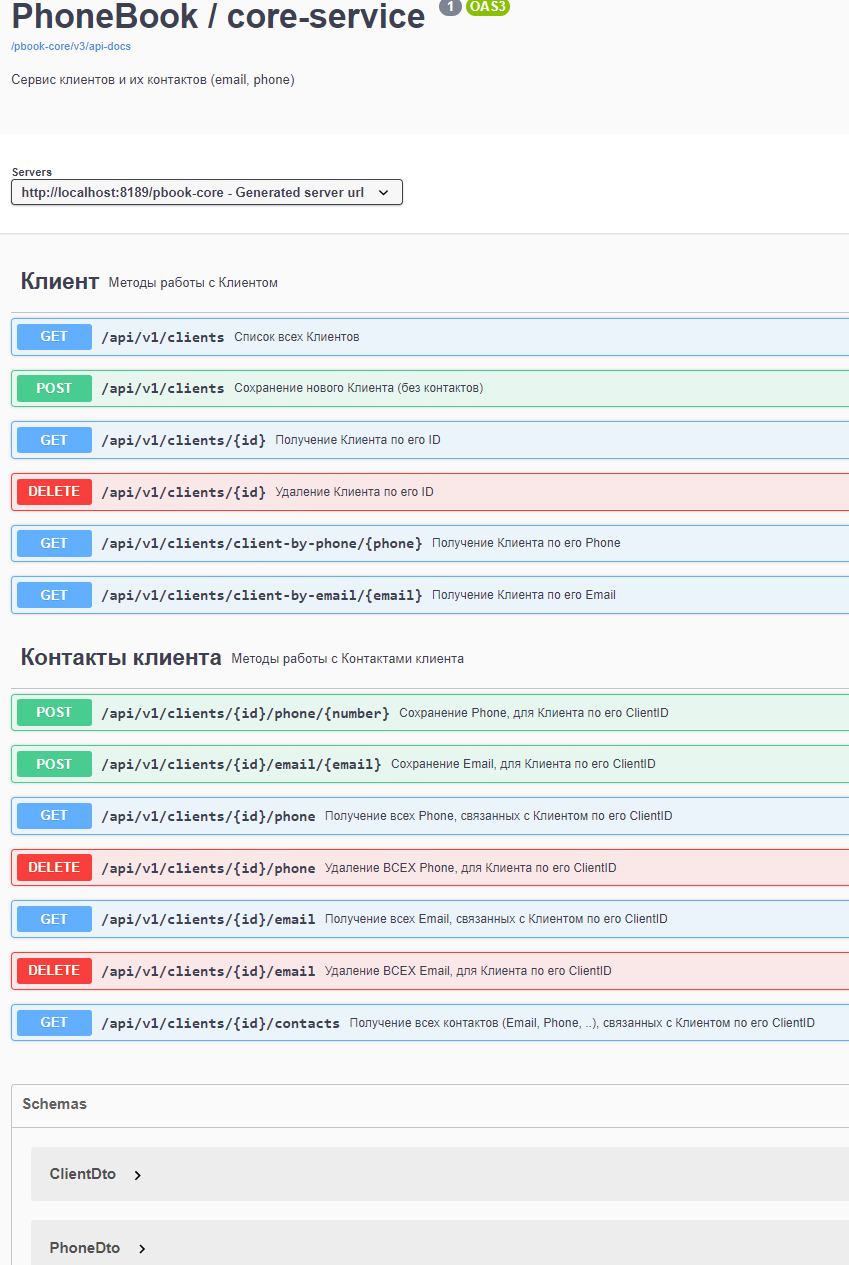 PhoneBook / core-service 1 OAS3
/pbook-core/v3/api-docs
Сервис клиентов и их контактов (email, phone)
Servers
http://localhost:8189/pbook-core - Generated server url
Клиент Методы работы с Клиентом
GET /api/v1/clients Список всех Клиентов
POST /api/v1/clients Сохранение нового Клиента (без контактов)
GET /api/v1/clients/{id} Получение Клиента по его ID
DELETE /api/v1/clients/{id} Удаление Клиента по его ID
GET /api/v1/clients/client-by-phone/{phone} Получение Клиента по его Phone
GET /api/v1/clients/client-by-email/{email} Получение Клиента по его Email
Контакты клиента Методы работы с Контактами клиента
POST /api/v1/clients/{id}/phone/{number} Сохранение Phone, для Клиента по его ClientID
POST /api/v1/clients/{id}/email/{email} Сохранение Email, для Клиента по его ClientID
GET /api/v1/clients/{id}/phone Получение всех Phone, связанных с Клиентом по его ClientID
DELETE /api/v1/clients/{id}/phone Удаление ВСЕХ Phone, для Клиента по его ClientID
GET /api/v1/clients/{id}/email Получение всех Email, связанных с Клиентом по его ClientID
DELETE /api/v1/clients/{id}/email Удаление ВСЕХ Email, для Клиента по его ClientID
GET /api/v1/clients/{id}/contacts Получение всех контактов (Email, Phone, ..), связанных с Клиентом по его ClientID
Schemas
ClientDto
PhoneDto